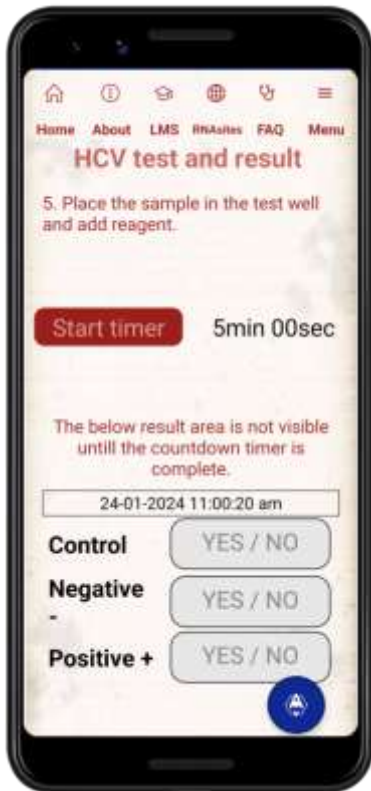 Home About LMS RNAsites FAQ Menu
HCV test and result
5. Place the sample in the test well
and add reagent.
Start timer 5min 00sec
The below result area is not visible
untill the countdown timer is
complete.
24-01-2024 11:00:20 am
Control YES / NO
Negative
- YES / NO
Positive + YES / NO